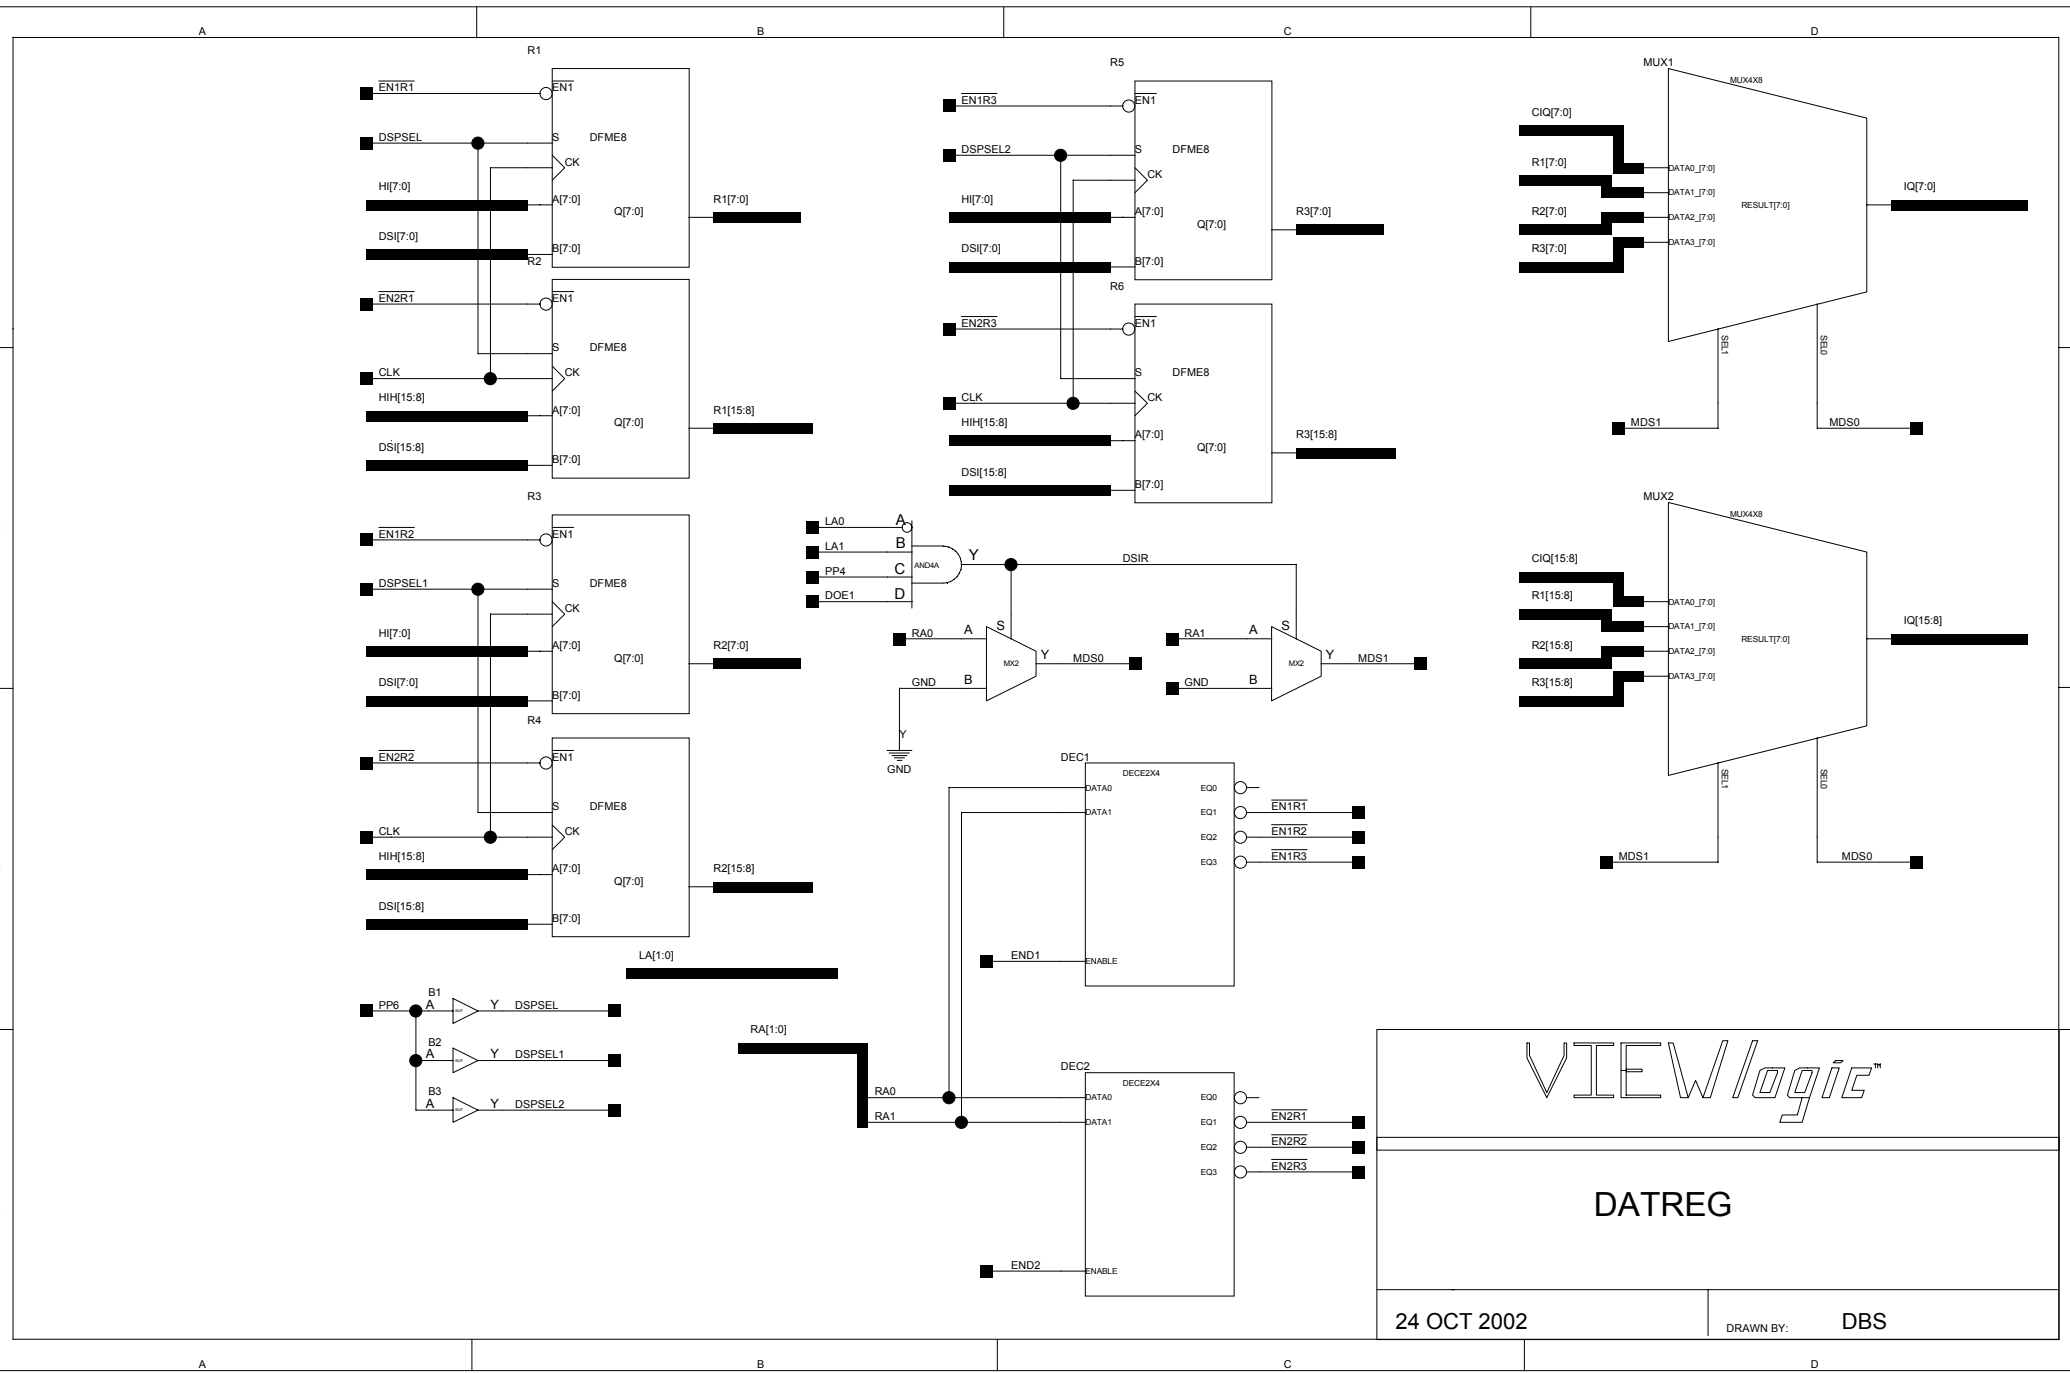 A B C D
R1
EN1R1 EN1
DSPSEL S DFME8
CK
HI[7:0] A[7:0] Q[7:0] R1[7:0]
DSI[7:0] B[7:0]
R2
EN2R1 EN1
S DFME8
CLK CK
HIH[15:8] A[7:0] Q[7:0] R1[15:8]
DSI[15:8] B[7:0]
R3
EN1R2 EN1
DSPSEL1 S DFME8
CK
HI[7:0] A[7:0] Q[7:0] R2[7:0]
DSI[7:0] B[7:0]
R4
EN2R2 EN1
S DFME8
CLK CK
HIH[15:8] A[7:0] Q[7:0] R2[15:8]
DSI[15:8] B[7:0]
LA[1:0]
B1
PP6 A BUF Y DSPSEL
B2
A BUF Y DSPSEL1
B3
A BUF Y DSPSEL2
R5
EN1R3 EN1
DSPSEL2 S DFME8
CK
HI[7:0] A[7:0] Q[7:0] R3[7:0]
DSI[7:0] B[7:0]
R6
EN2R3 EN1
S DFME8
CLK CK
HIH[15:8] A[7:0] Q[7:0] R3[15:8]
DSI[15:8] B[7:0]
LA0 A
LA1 B
AND4A Y DSIR
PP4 C
DOE1 D
RA0 A S MX2 Y MDS0
GND B
Y
GND
RA1 A S MX2 Y MDS1
GND B
DEC1
DECE2X4
DATA0 EQ0
DATA1 EQ1 EN1R1
EQ2 EN1R2
EQ3 EN1R3
END1 ENABLE
RA[1:0]
DEC2
DECE2X4
RA0 DATA0 EQ0
RA1 DATA1 EQ1 EN2R1
EQ2 EN2R2
EQ3 EN2R3
END2 ENABLE
MUX1
MUX4X8
CIQ[7:0] DATA0_[7:0]
R1[7:0] DATA1_[7:0]
R2[7:0] DATA2_[7:0]
R3[7:0] DATA3_[7:0]
RESULT[7:0] IQ[7:0]
SEL1 SEL0
MDS1 MDS0
MUX2
MUX4X8
CIQ[15:8] DATA0_[7:0]
R1[15:8] DATA1_[7:0]
R2[15:8] DATA2_[7:0]
R3[15:8] DATA3_[7:0]
RESULT[7:0] IQ[15:8]
SEL1 SEL0
MDS1 MDS0
VIEWlogic™
DATREG
24 OCT 2002 DRAWN BY: DBS
A B C D